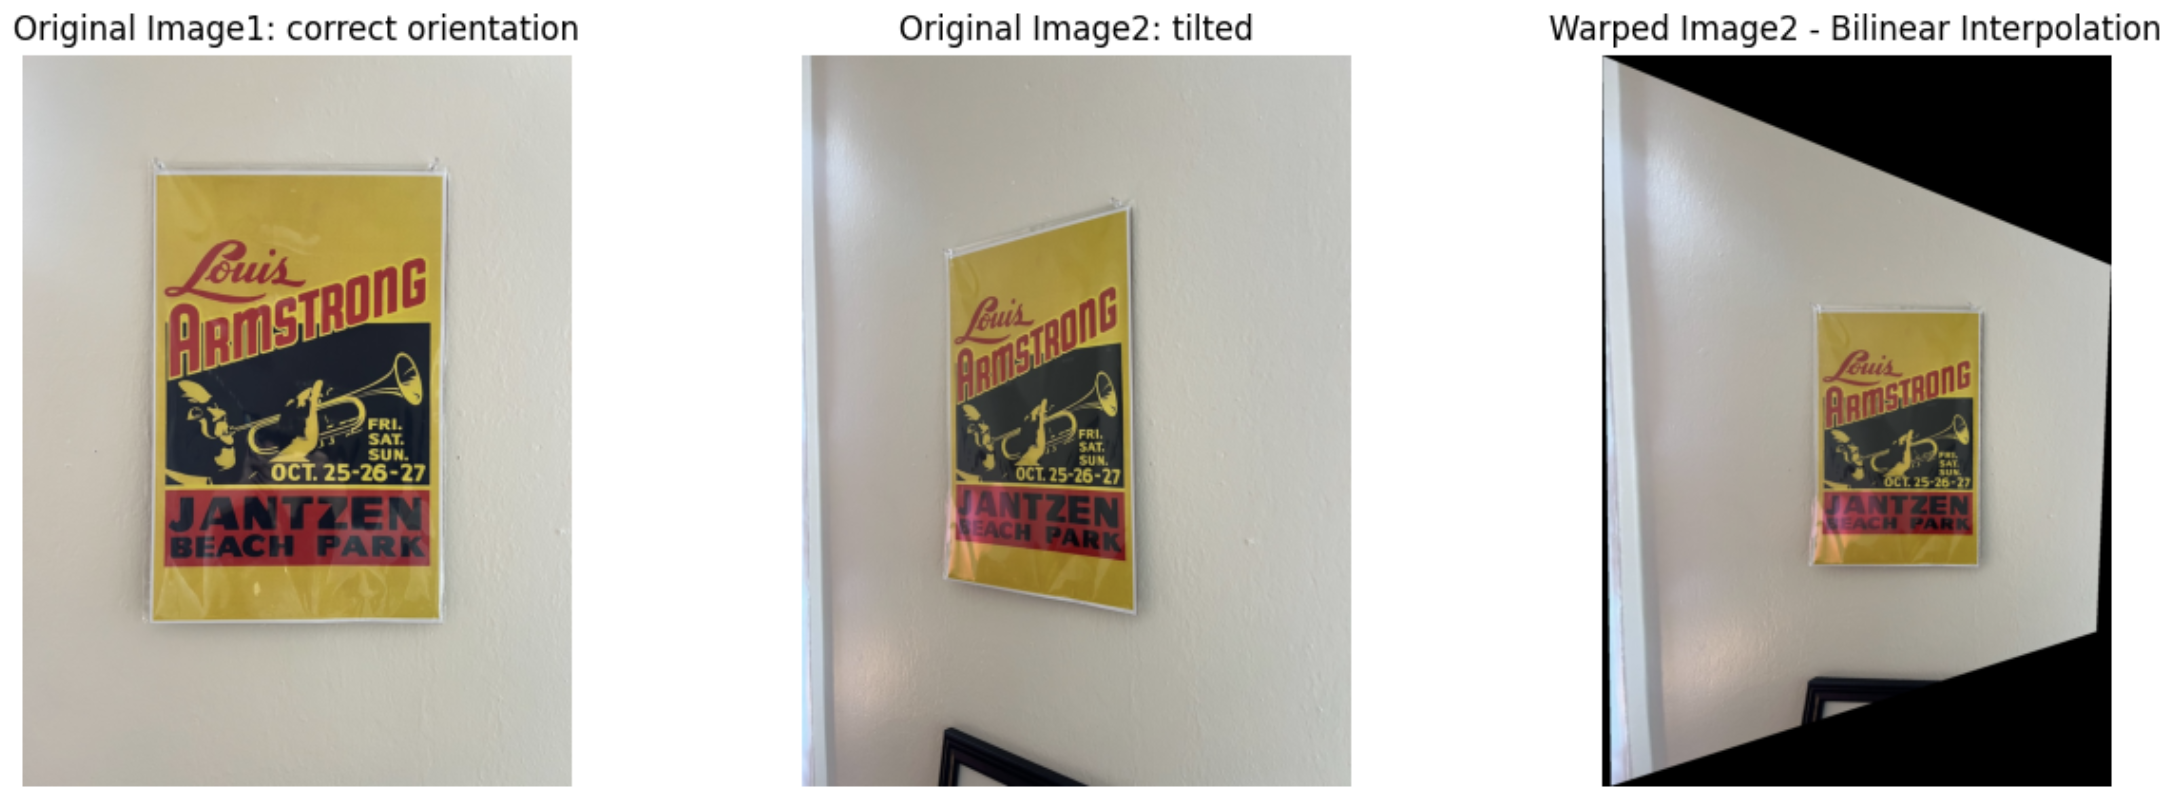 Original Image1: correct orientation
Original Image2: tilted
Warped Image2 - Bilinear Interpolation
Louis
ARMSTRONG
FRI.
SAT.
SUN.
OCT. 25-26-27
JANTZEN
BEACH PARK
Louis
ARMSTRONG
FRI.
SAT.
SUN.
OCT. 25-26-27
JANTZEN
BEACH PARK
Louis
ARMSTRONG
FRI.
SAT.
SUN.
OCT. 25-26-27
JANTZEN
BEACH PARK